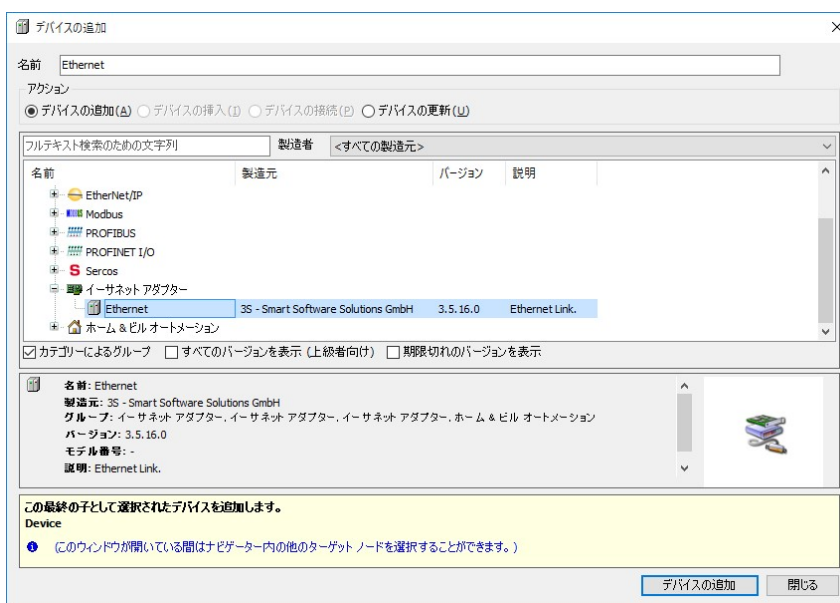 デバイスの追加
名前 Ethernet
アクション
デバイスの追加(A) デバイスの挿入(I) デバイスの接続(P) デバイスの更新(U)
フルテキスト検索のための文字列 製造者 <すべての製造元>
名前 製造元 バージョン 説明
EtherNet/IP
Modbus
PROFIBUS
PROFINET I/O
S Sercos
イーサネット アダプター
Ethernet 3S - Smart Software Solutions GmbH 3.5.16.0 Ethernet Link.
ホーム & ビル オートメーション
カテゴリーによるグループ すべてのバージョンを表示 (上級者向け) 期限切れのバージョンを表示
名前: Ethernet
製造元: 3S - Smart Software Solutions GmbH
グループ: イーサネット アダプター, イーサネット アダプター, イーサネット アダプター, ホーム & ビル オートメーション
バージョン: 3.5.16.0
モデル番号: -
説明: Ethernet Link.
この最終の子として選択されたデバイスを追加します。
Device
(このウィンドウが開いている間はナビゲーター内の他のターゲット ノードを選択することができます。)
デバイスの追加 閉じる